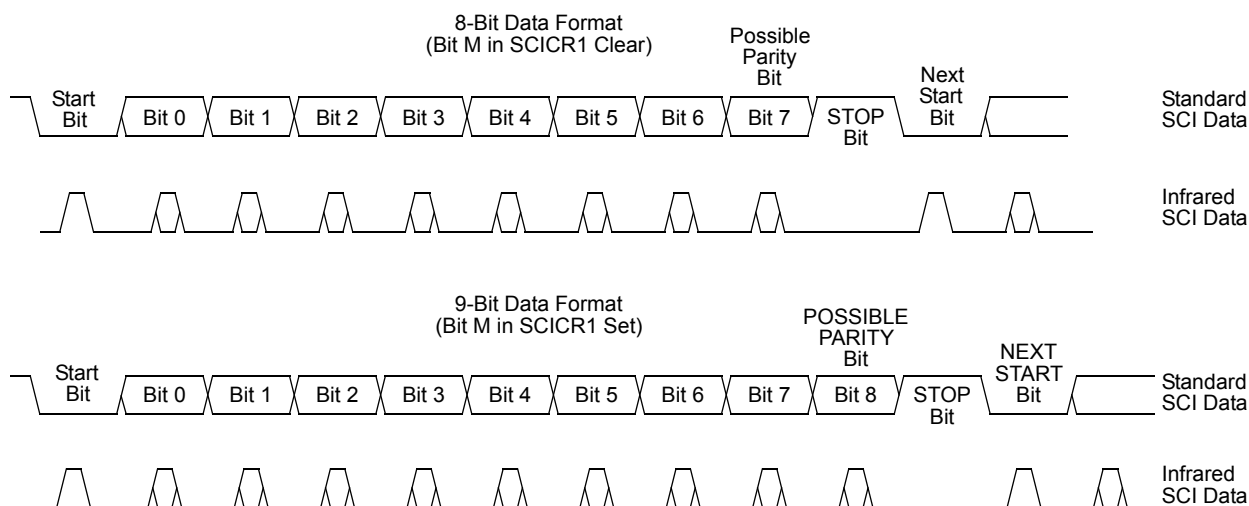 8-Bit Data Format
(Bit M in SCICR1 Clear)
Possible
Parity
Bit
Start
Bit
Bit 0
Bit 1
Bit 2
Bit 3
Bit 4
Bit 5
Bit 6
Bit 7
STOP
Bit
Next
Start
Bit
Standard
SCI Data
Infrared
SCI Data
9-Bit Data Format
(Bit M in SCICR1 Set)
POSSIBLE
PARITY
Bit
Start
Bit
Bit 0
Bit 1
Bit 2
Bit 3
Bit 4
Bit 5
Bit 6
Bit 7
Bit 8
STOP
Bit
NEXT
START
Bit
Standard
SCI Data
Infrared
SCI Data